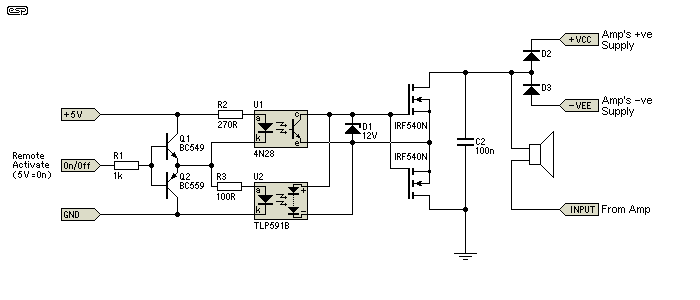 esp
+VCC
Amp's +ve
Supply
D2
D3
-VEE
Amp's -ve
Supply
+5V
R2
270R
U1
a
k
c
e
4N28
D1
12V
IRF540N
IRF540N
C2
100n
Q1
BC549
Remote
Activate
(5V=On)
On/Off
R1
1k
Q2
BC559
R3
100R
U2
a
k
+
-
TLP591B
GND
INPUT
From Amp